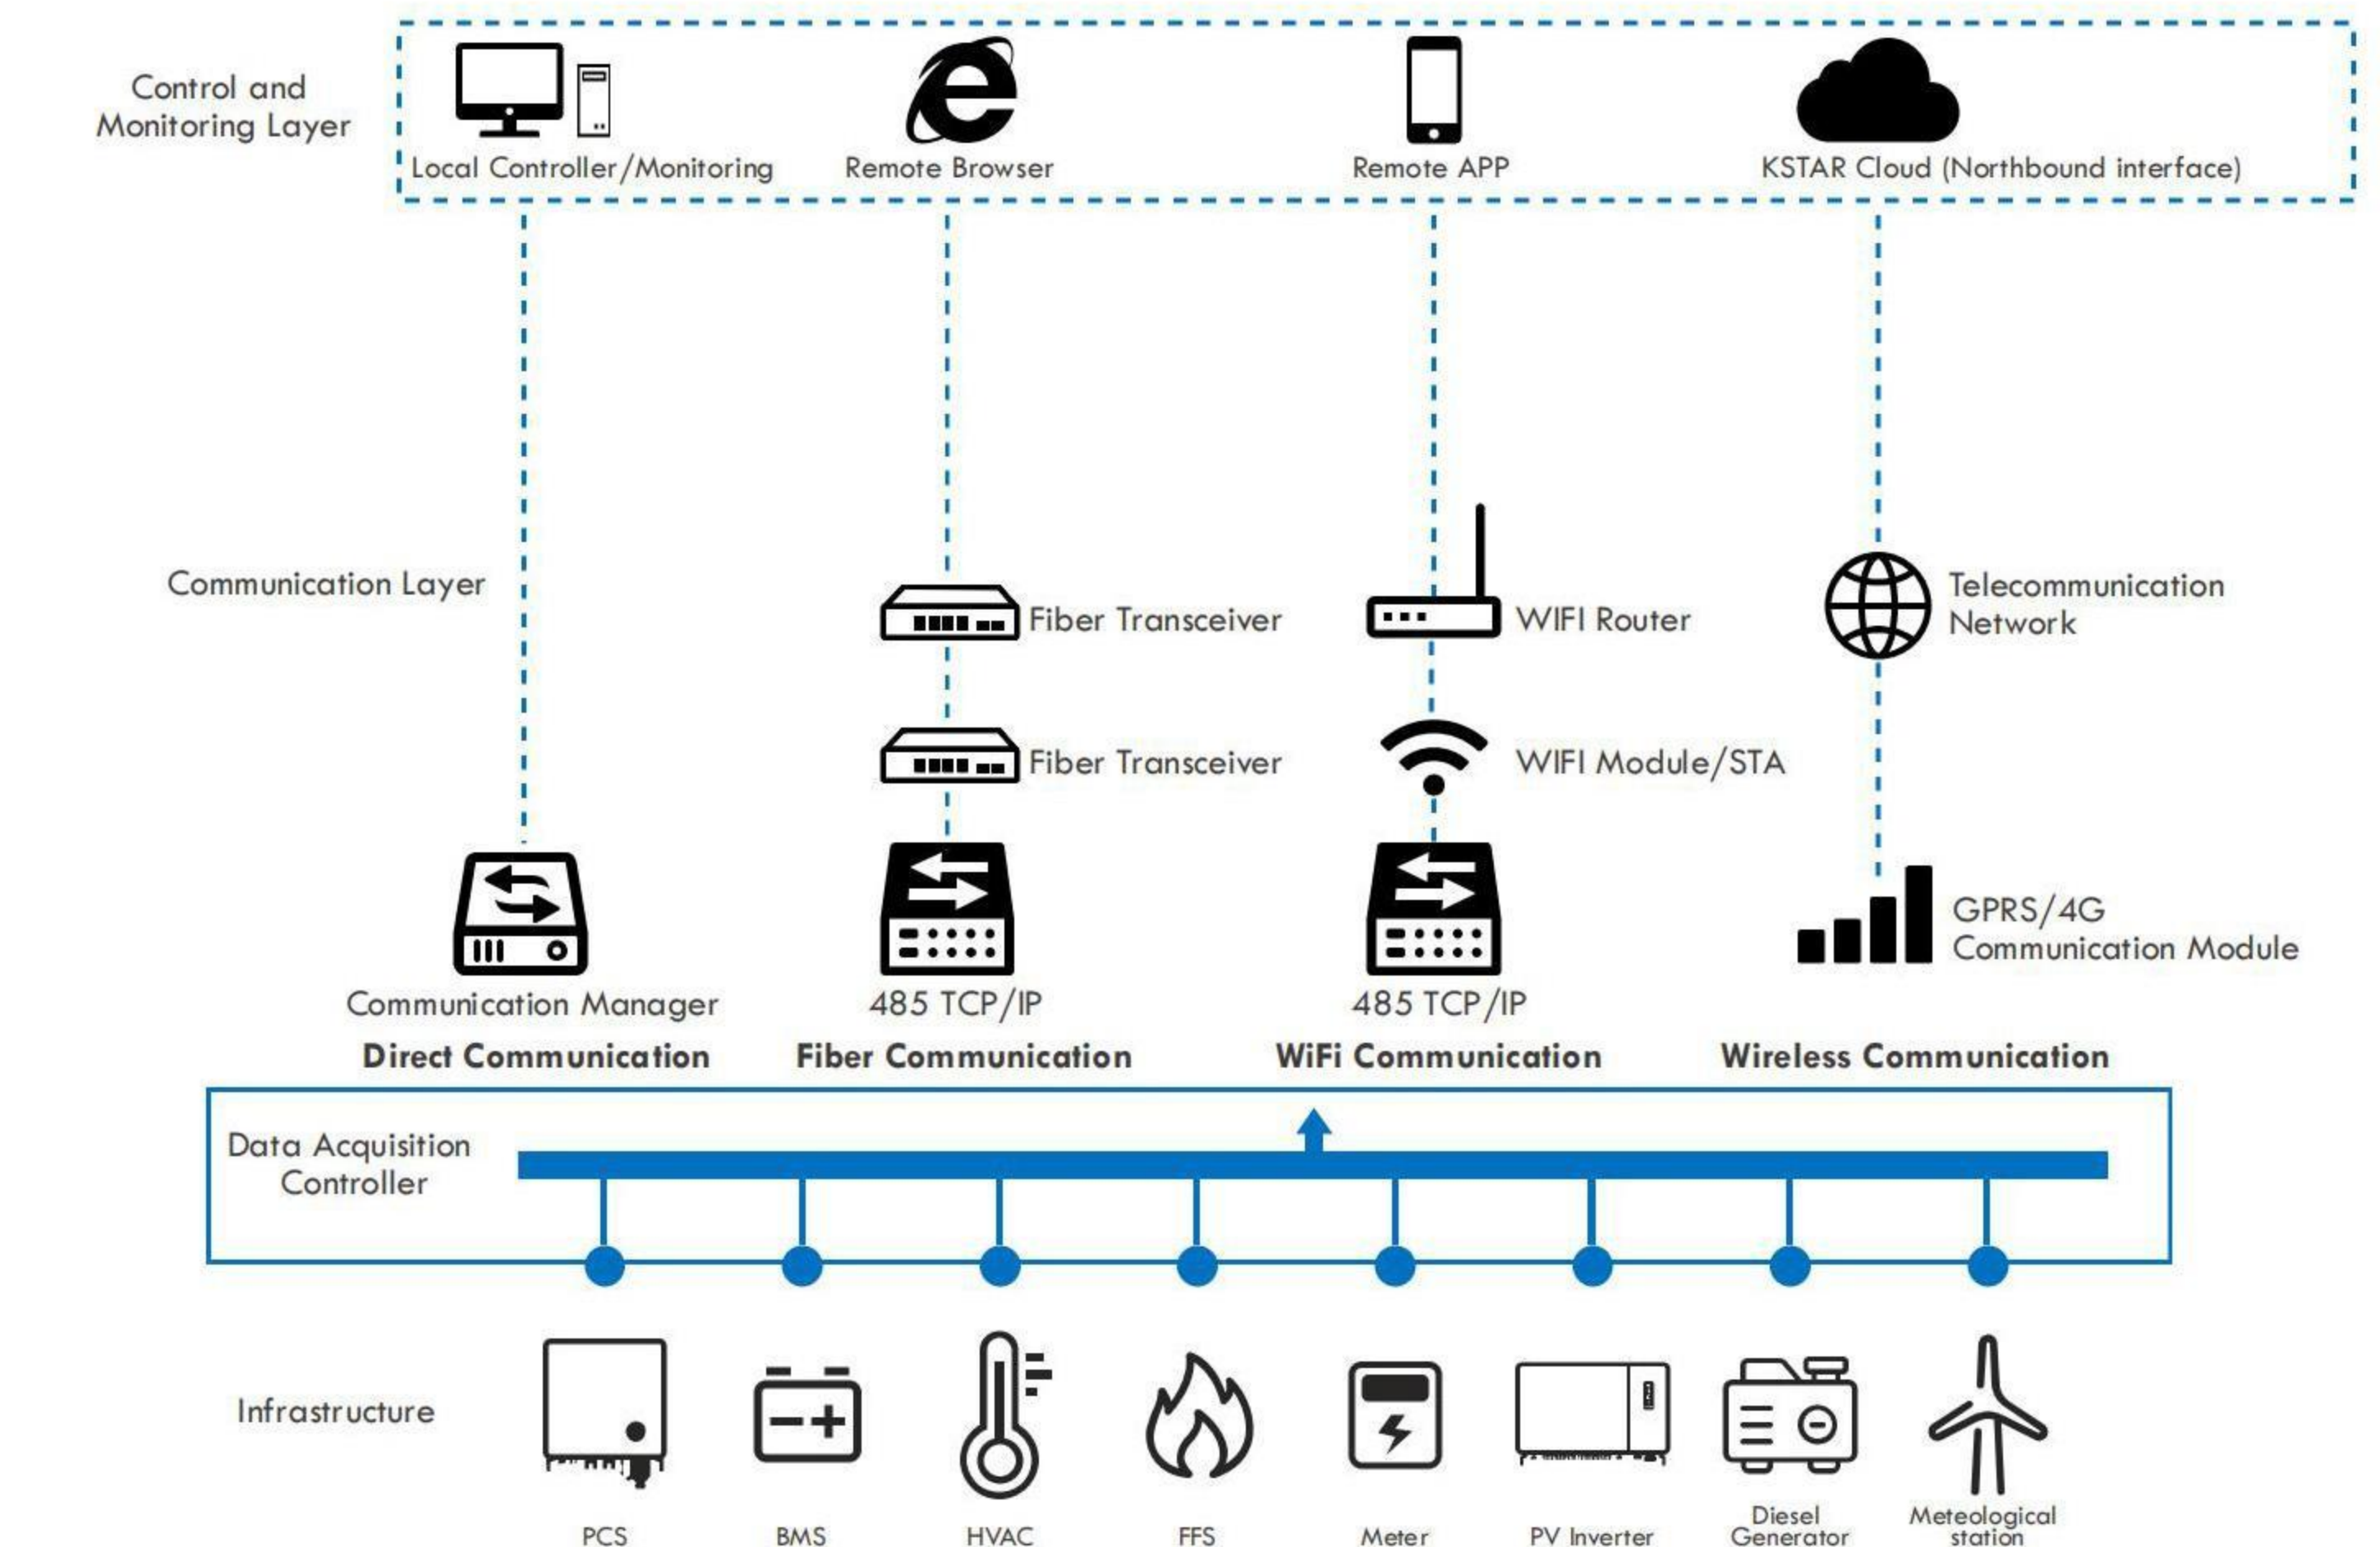 Control and
Monitoring Layer
Local Controller/Monitoring
Remote Browser
Remote APP
KSTAR Cloud (Northbound interface)
Communication Layer
Fiber Transceiver
WIFI Router
Telecommunication
Network
Fiber Transceiver
WIFI Module/STA
GPRS/4G
Communication Module
Communication Manager
485 TCP/IP
485 TCP/IP
Direct Communication
Fiber Communication
WiFi Communication
Wireless Communication
Data Acquisition
Controller
Infrastructure
PCS
BMS
HVAC
FFS
Meter
PV Inverter
Diesel
Generator
Meteological
station